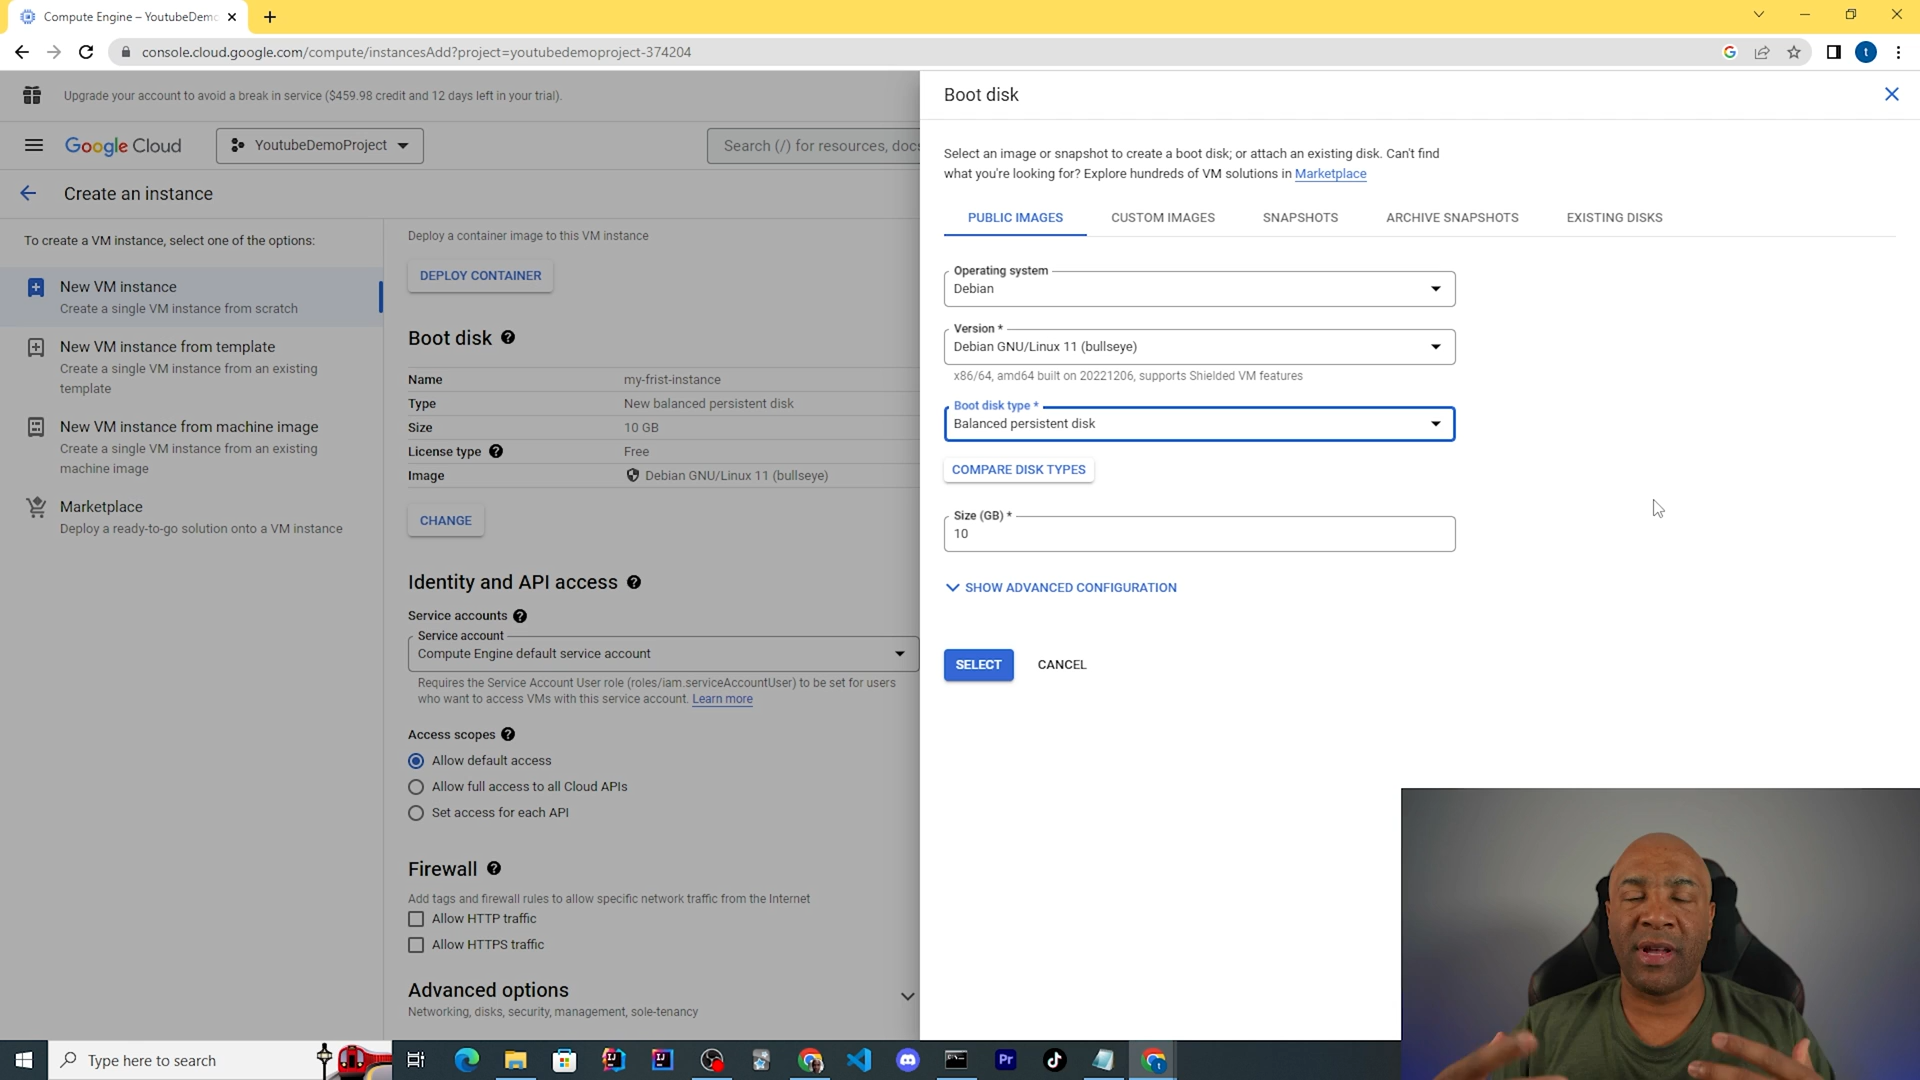 Compute Engine – YoutubeDemo
console.cloud.google.com/compute/instancesAdd?project=youtubedemoproject-374204
t
Upgrade your account to avoid a break in service ($459.98 credit and 12 days left in your trial).
Google Cloud
YoutubeDemoProject
Search (/) for resources, docs
Create an instance
To create a VM instance, select one of the options:
New VM instance
Create a single VM instance from scratch
New VM instance from template
Create a single VM instance from an existing
template
New VM instance from machine image
Create a single VM instance from an existing
machine image
Marketplace
Deploy a ready-to-go solution onto a VM instance
Deploy a container image to this VM instance
DEPLOY CONTAINER
Boot disk
Name my-frist-instance
Type New balanced persistent disk
Size 10 GB
License type Free
Image Debian GNU/Linux 11 (bullseye)
CHANGE
Identity and API access
Service accounts
Service account
Compute Engine default service account
Requires the Service Account User role (roles/iam.serviceAccountUser) to be set for users
who want to access VMs with this service account. Learn more
Access scopes
Allow default access
Allow full access to all Cloud APIs
Set access for each API
Firewall
Add tags and firewall rules to allow specific network traffic from the Internet
Allow HTTP traffic
Allow HTTPS traffic
Advanced options
Networking, disks, security, management, sole-tenancy
Boot disk
Select an image or snapshot to create a boot disk; or attach an existing disk. Can't find
what you're looking for? Explore hundreds of VM solutions in Marketplace
PUBLIC IMAGES CUSTOM IMAGES SNAPSHOTS ARCHIVE SNAPSHOTS EXISTING DISKS
Operating system
Debian
Version *
Debian GNU/Linux 11 (bullseye)
x86/64, amd64 built on 20221206, supports Shielded VM features
Boot disk type *
Balanced persistent disk
COMPARE DISK TYPES
Size (GB) *
10
SHOW ADVANCED CONFIGURATION
SELECT CANCEL
Type here to search
Pr